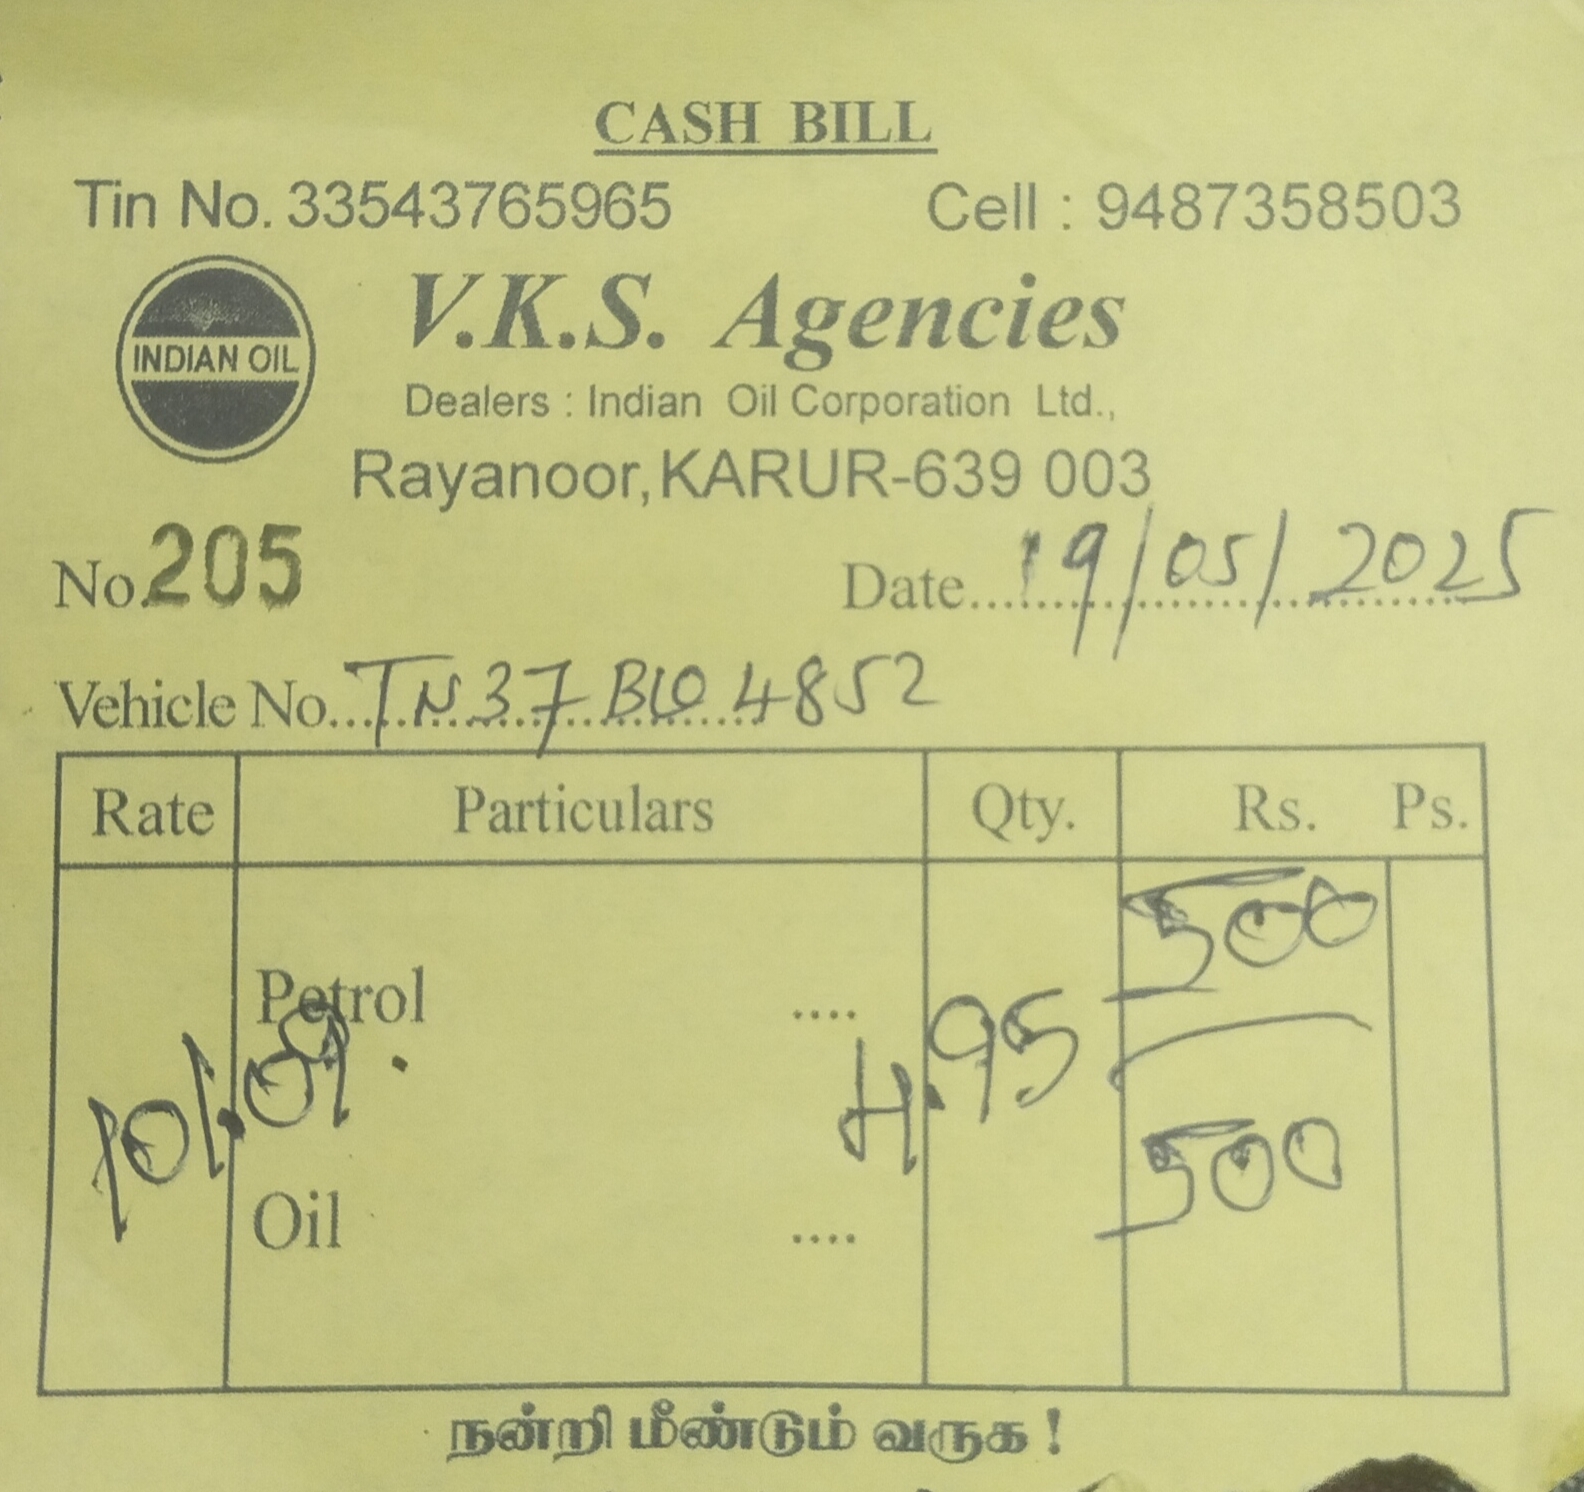 CASH BILL
Tin No. 33543765965 Cell : 9487358503
INDIAN OIL
V.K.S. Agencies
Dealers : Indian Oil Corporation Ltd.,
Rayanoor, KARUR-639 003
No. 205 Date 19/05/2025
Vehicle No. TN 37 4852
Rate Particulars Qty. Rs. Ps.
500
Petrol ....
101.09 4.95
500
Oil ....
நன்றி மீண்டும் வருக !